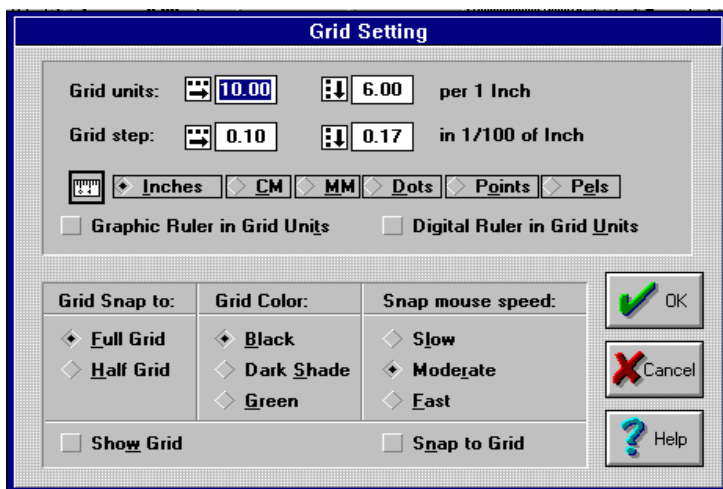 Grid Setting
Grid units: 10.00 6.00 per 1 Inch
Grid step: 0.10 0.17 in 1/100 of Inch
Inches CM MM Dots Points Pels
Graphic Ruler in Grid Units Digital Ruler in Grid Units
Grid Snap to: Grid Color: Snap mouse speed: OK
Full Grid Black Slow
Half Grid Dark Shade Moderate Cancel
Green Fast
Show Grid Snap to Grid Help